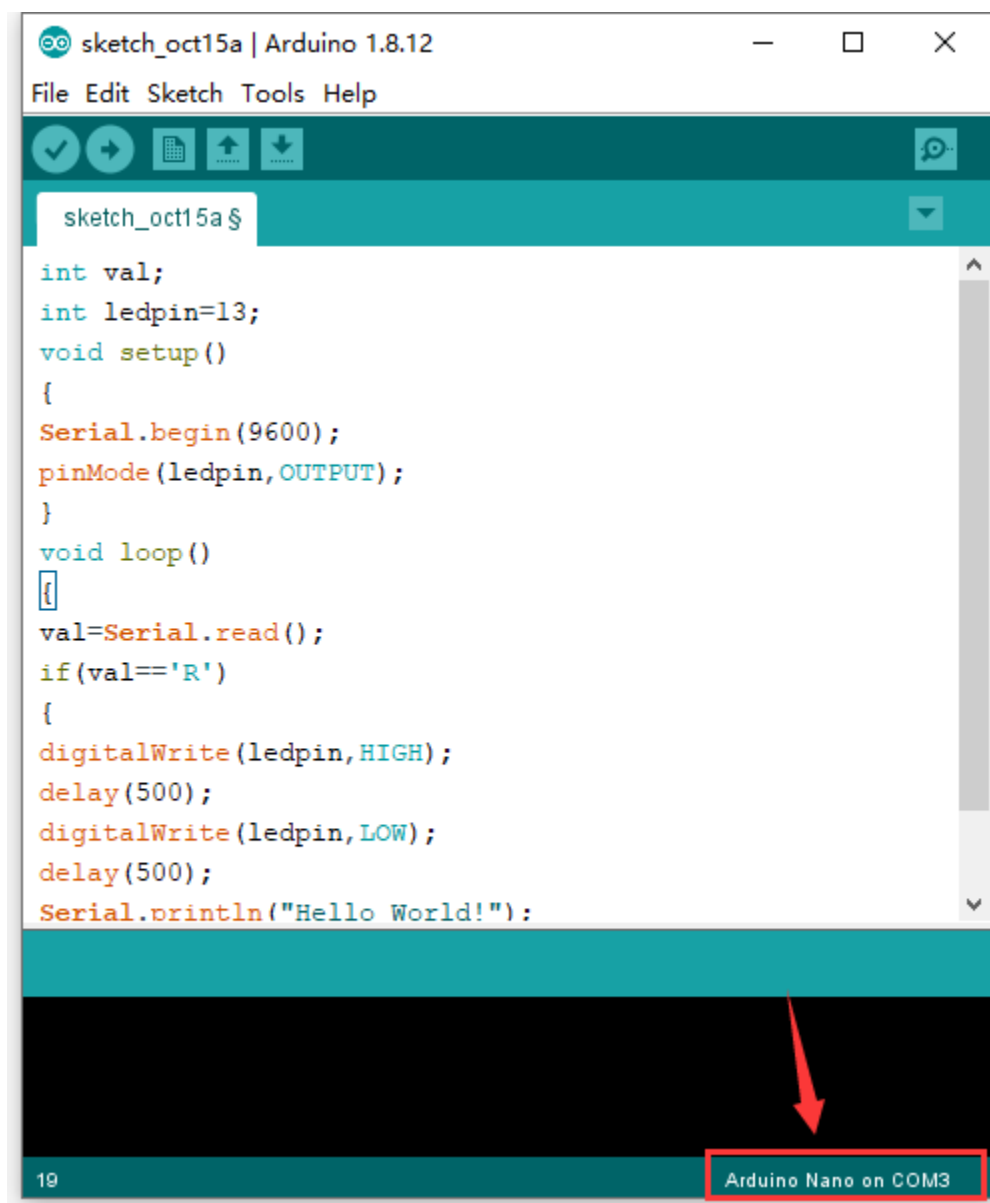 sketch_oct15a | Arduino 1.8.12
File Edit Sketch Tools Help
sketch_oct15a §
int val;
int ledpin=13;
void setup()
{
Serial.begin(9600);
pinMode(ledpin,OUTPUT);
}
void loop()
{
val=Serial.read();
if(val=='R')
{
digitalWrite(ledpin,HIGH);
delay(500);
digitalWrite(ledpin,LOW);
delay(500);
Serial.println("Hello World!");
19
Arduino Nano on COM3